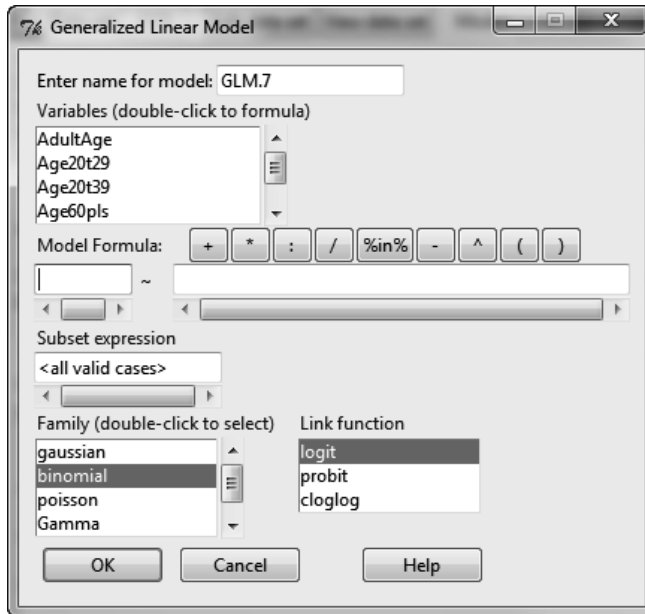 Generalized Linear Model
Enter name for model: GLM.7
Variables (double-click to formula)
AdultAge
Age20t29
Age20t39
Age60pls
Model Formula: + * : / %in% - ^ ( )
~
Subset expression
<all valid cases>
Family (double-click to select) Link function
gaussian logit
binomial probit
poisson cloglog
Gamma
OK Cancel Help